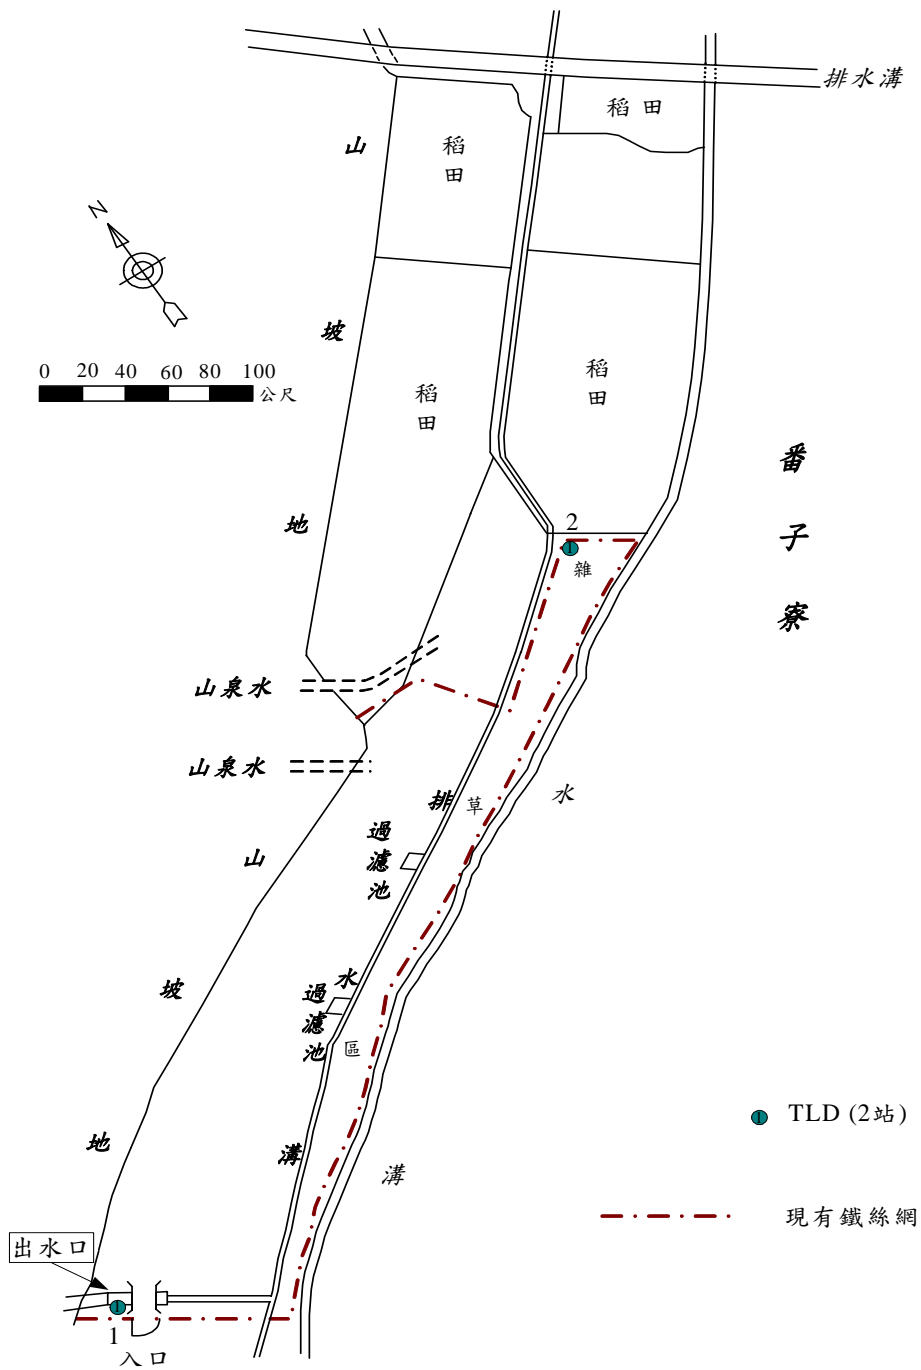 排水溝
稻田
山
稻
田
N
坡
0 20 40 60 80 100
公尺
稻
田
稻
田
番
子
寮
地
2
1
雜
山泉水
山泉水
水
排
草
過
濾
池
山
水
過
濾
池
區
坡
TLD (2站)
地
溝
溝
現有鐵絲網
出水口
1
1
入口